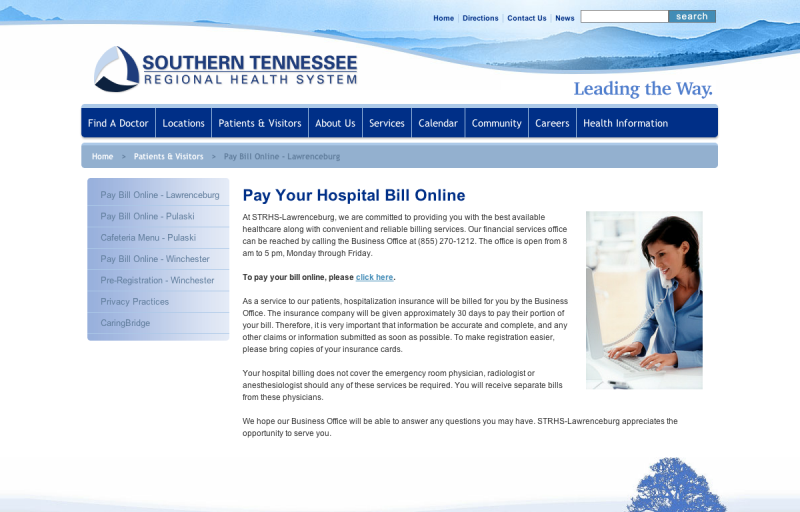 Home Directions Contact Us News search
SOUTHERN TENNESSEE
REGIONAL HEALTH SYSTEM
Leading the Way.
Find A Doctor Locations Patients & Visitors About Us Services Calendar Community Careers Health Information
Home > Patients & Visitors > Pay Bill Online - Lawrenceburg
Pay Bill Online - Lawrenceburg
Pay Bill Online - Pulaski
Cafeteria Menu - Pulaski
Pay Bill Online - Winchester
Pre-Registration - Winchester
Privacy Practices
CaringBridge
Pay Your Hospital Bill Online
At STRHS-Lawrenceburg, we are committed to providing you with the best available
healthcare along with convenient and reliable billing services. Our financial services office
can be reached by calling the Business Office at (855) 270-1212. The office is open from 8
am to 5 pm, Monday through Friday.
To pay your bill online, please click here.
As a service to our patients, hospitalization insurance will be billed for you by the Business
Office. The insurance company will be given approximately 30 days to pay their portion of
your bill. Therefore, it is very important that information be accurate and complete, and any
other claims or information submitted as soon as possible. To make registration easier,
please bring copies of your insurance cards.
Your hospital billing does not cover the emergency room physician, radiologist or
anesthesiologist should any of these services be required. You will receive separate bills
from these physicians.
We hope our Business Office will be able to answer any questions you may have. STRHS-Lawrenceburg appreciates the
opportunity to serve you.